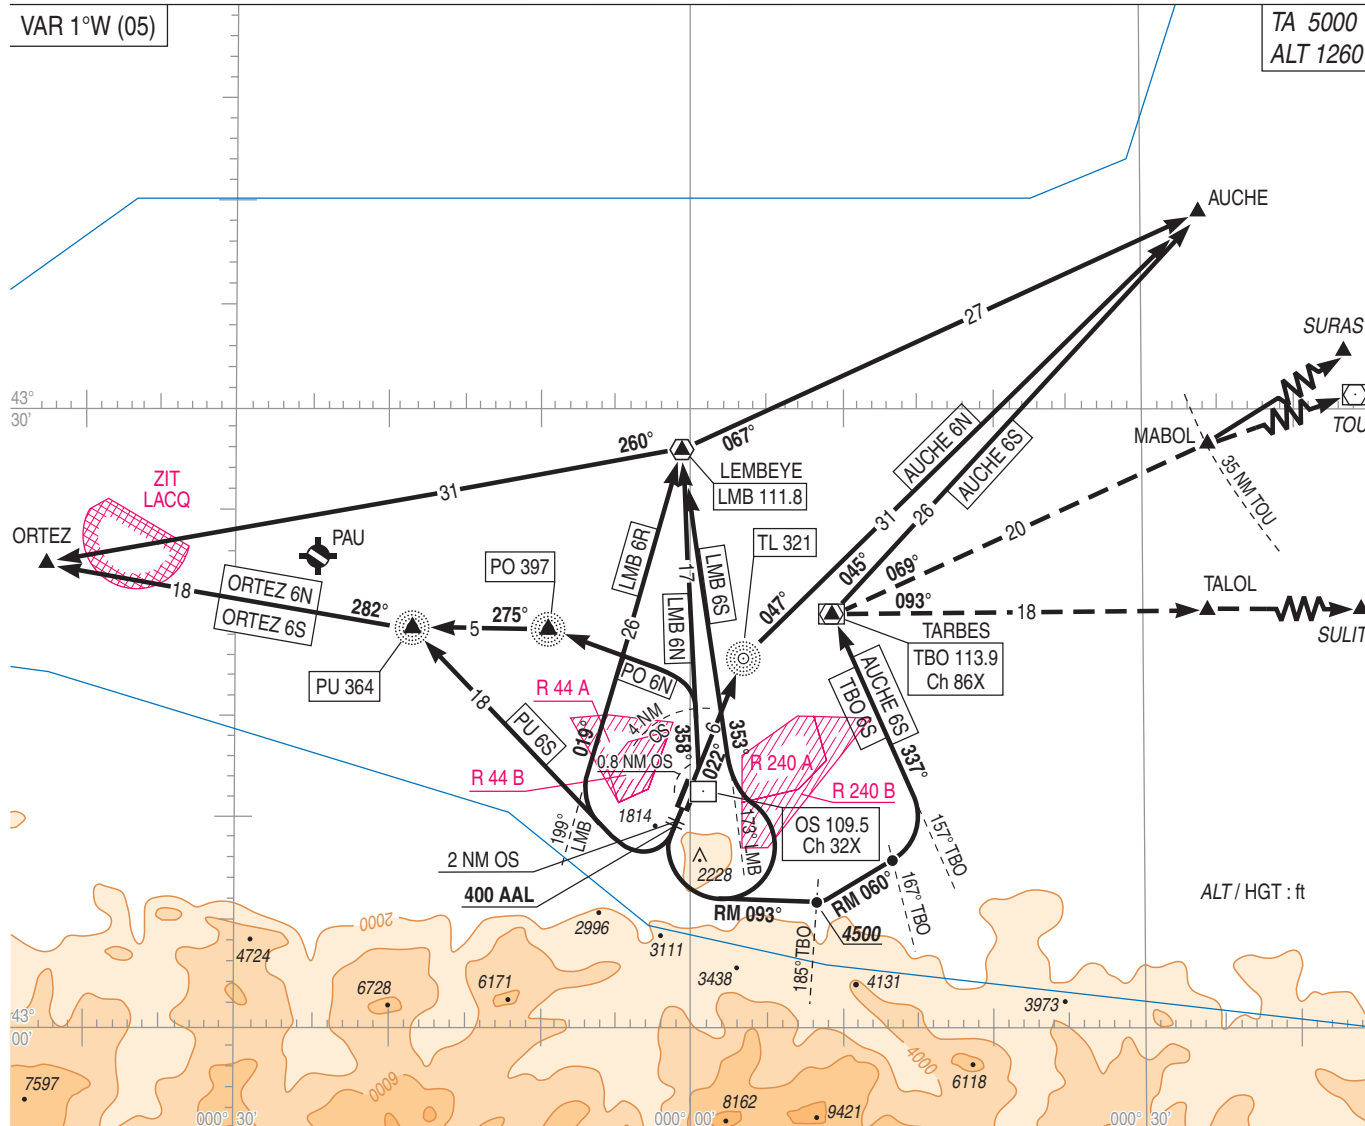 VAR 1°W (05)
TA 5000
ALT 1260
AUCHE
27
SURAS
43°
30'
TOU
MABOL
35 NM TOU
260°
067°
LEMBEYE
LMB 111.8
AUCHE 6N
AUCHE 6S
ZIT
LACQ
31
ORTEZ
PAU
PO 397
TL 321
LMB 6R
17
LMB 6S
31
26
20
045°
069°
TALOL
18
ORTEZ 6N
ORTEZ 6S
282°
275°
5
047°
093°
18
SULIT
TARBES
TBO 113.9
Ch 86X
26
LMB 6N
PU 364
PO 6N
R 44 A
18
PU 6S
AUCHE 6S
TBO 6S
019°
4 NM
OS
358°
9
022°
353°
337°
R 44 B
0.8 NM OS
R 240 A
R 240 B
1814
199°
LMB
173° LMB
OS 109.5
Ch 32X
157° TBO
2 NM OS
400 AAL
2228
167° TBO
RM 093°
RM 060°
4500
185° TBO
ALT / HGT : ft
2000
2996
3111
4724
3438
4131
6728
6171
3973
43°
00'
4000
6118
7597
6000
8162
9421
000° 30'
000° 00'
000° 30'